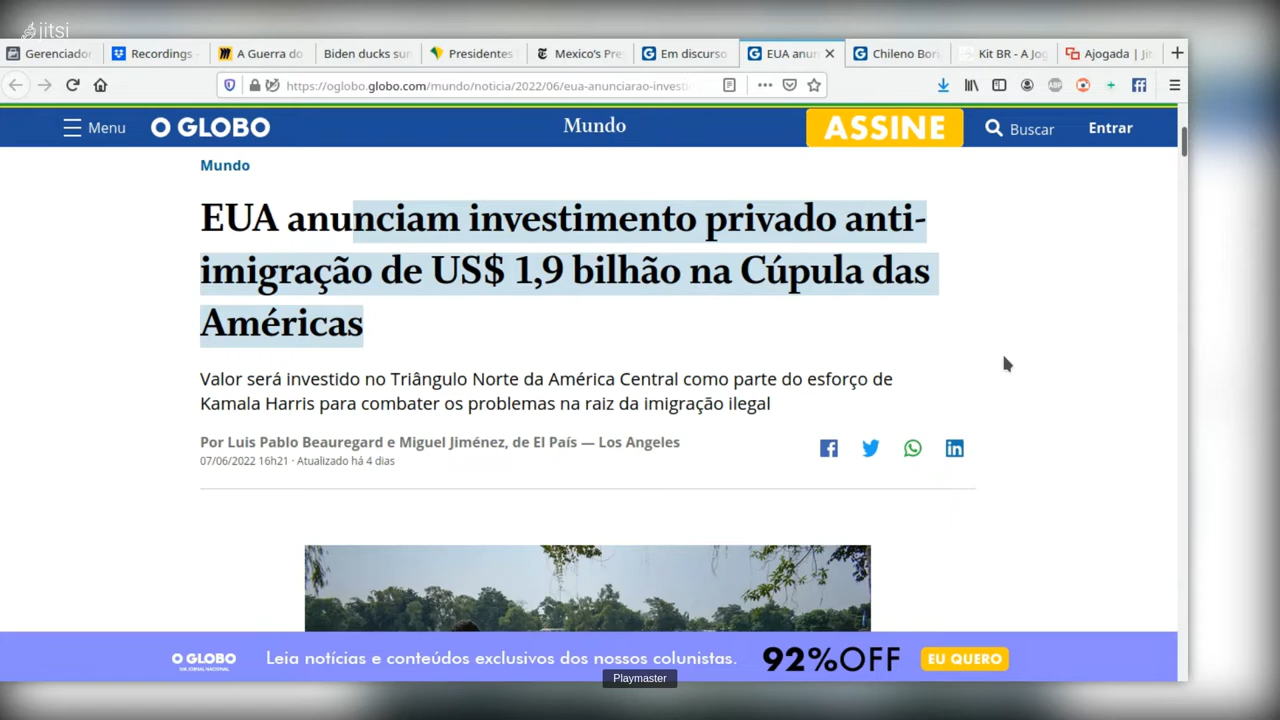 jitsi
Gerenciador
Recordings -
A Guerra do
Biden ducks sum
Presidentes
Mexico's Pre
Em discurso
EUA anun
Chileno Bori
Kit BR - A Jog
Ajogada | Jit
https://oglobo.globo.com/mundo/noticia/2022/06/eua-anunciarao-investi
Menu
O GLOBO
Mundo
ASSINE
Buscar
Entrar
Mundo
EUA anunciam investimento privado anti-
imigração de US$ 1,9 bilhão na Cúpula das
Américas
Valor será investido no Triângulo Norte da América Central como parte do esforço de
Kamala Harris para combater os problemas na raiz da imigração ilegal
Por Luis Pablo Beauregard e Miguel Jiménez, de El País — Los Angeles
07/06/2022 16h21 · Atualizado há 4 dias
O GLOBO
Leia notícias e conteúdos exclusivos dos nossos colunistas.
92%OFF
EU QUERO
Playmaster